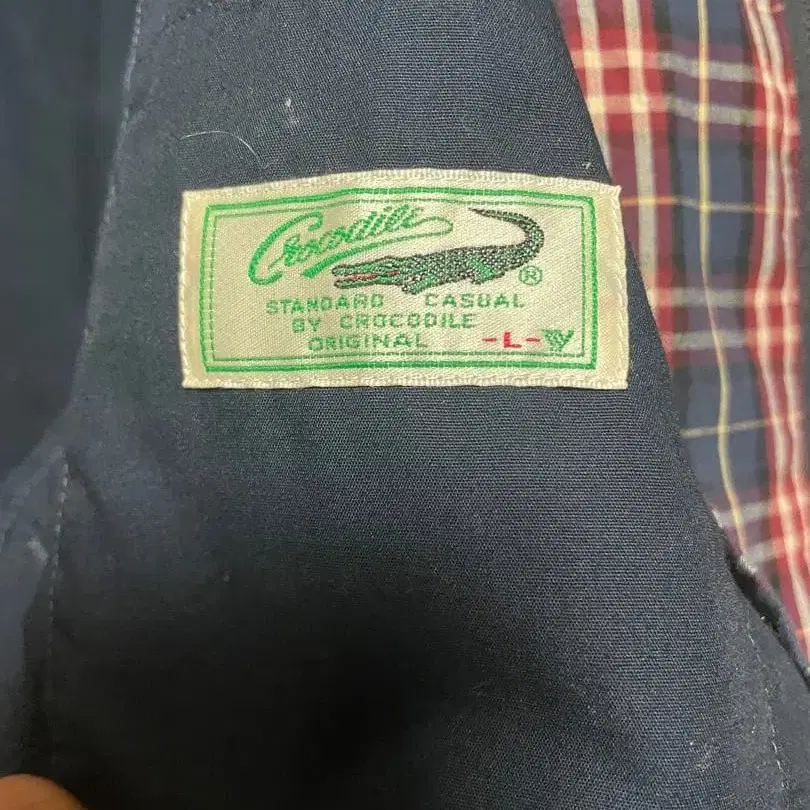 Crocodile ®
STANDARD CASUAL
BY CROCODILE
ORIGINAL -L-